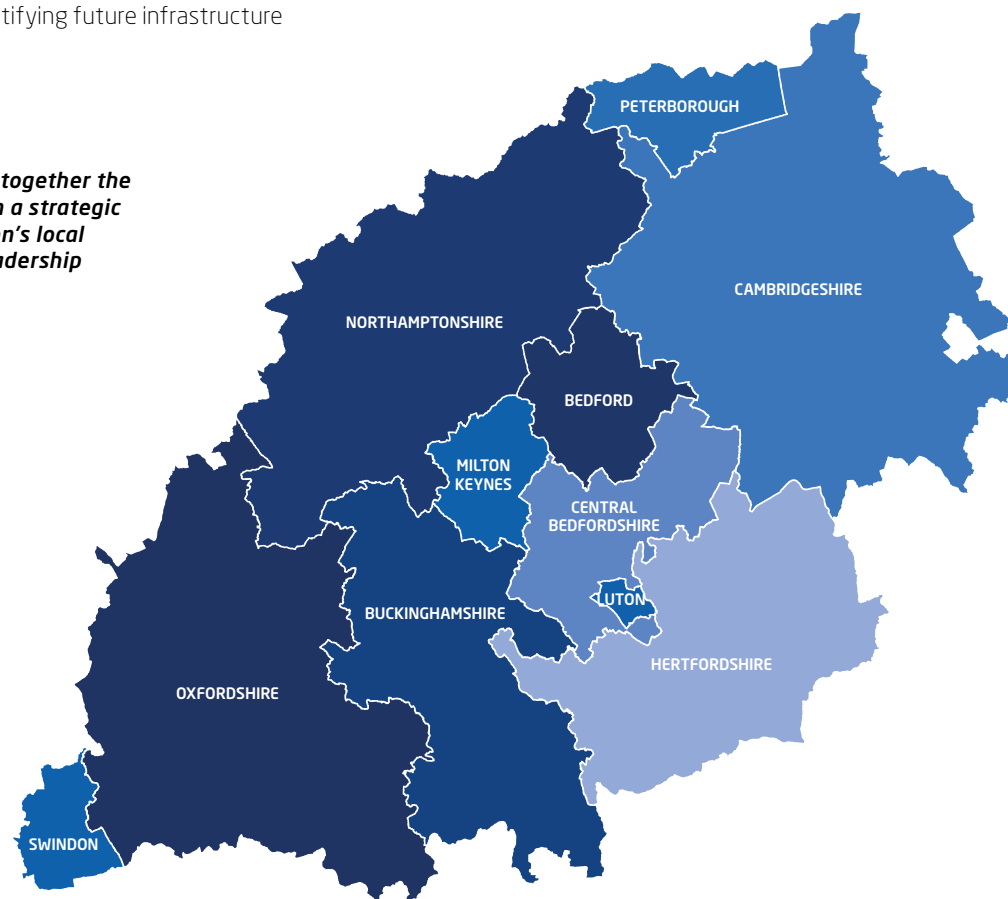 tifying future infrastructure
together the
a strategic
on's local
adership
PETERBOROUGH
CAMBRIDGESHIRE
NORTHAMPTONSHIRE
BEDFORD
MILTON
KEYNES
CENTRAL
BEDFORDSHIRE
LUTON
BUCKINGHAMSHIRE
HERTFORDSHIRE
OXFORDSHIRE
SWINDON